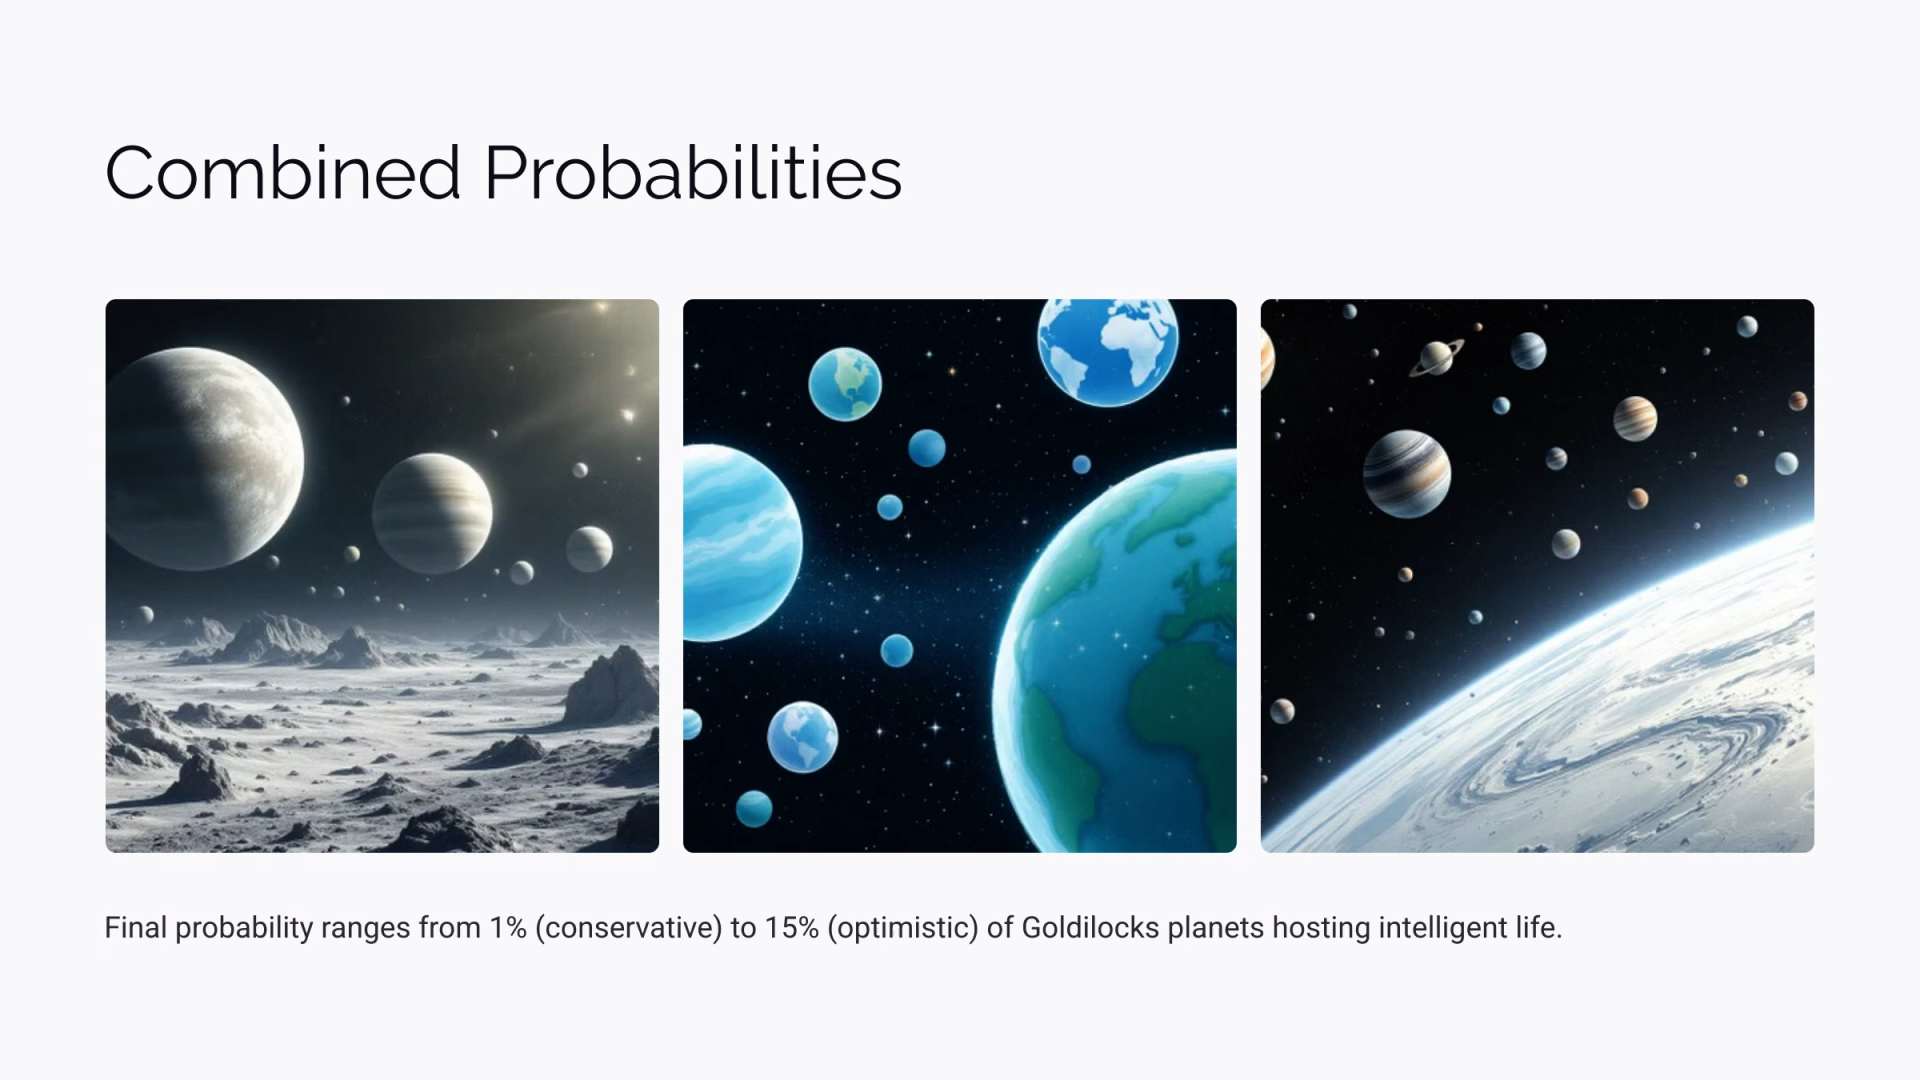 Combined Probabilities
Final probability ranges from 1% (conservative) to 15% (optimistic) of Goldilocks planets hosting intelligent life.